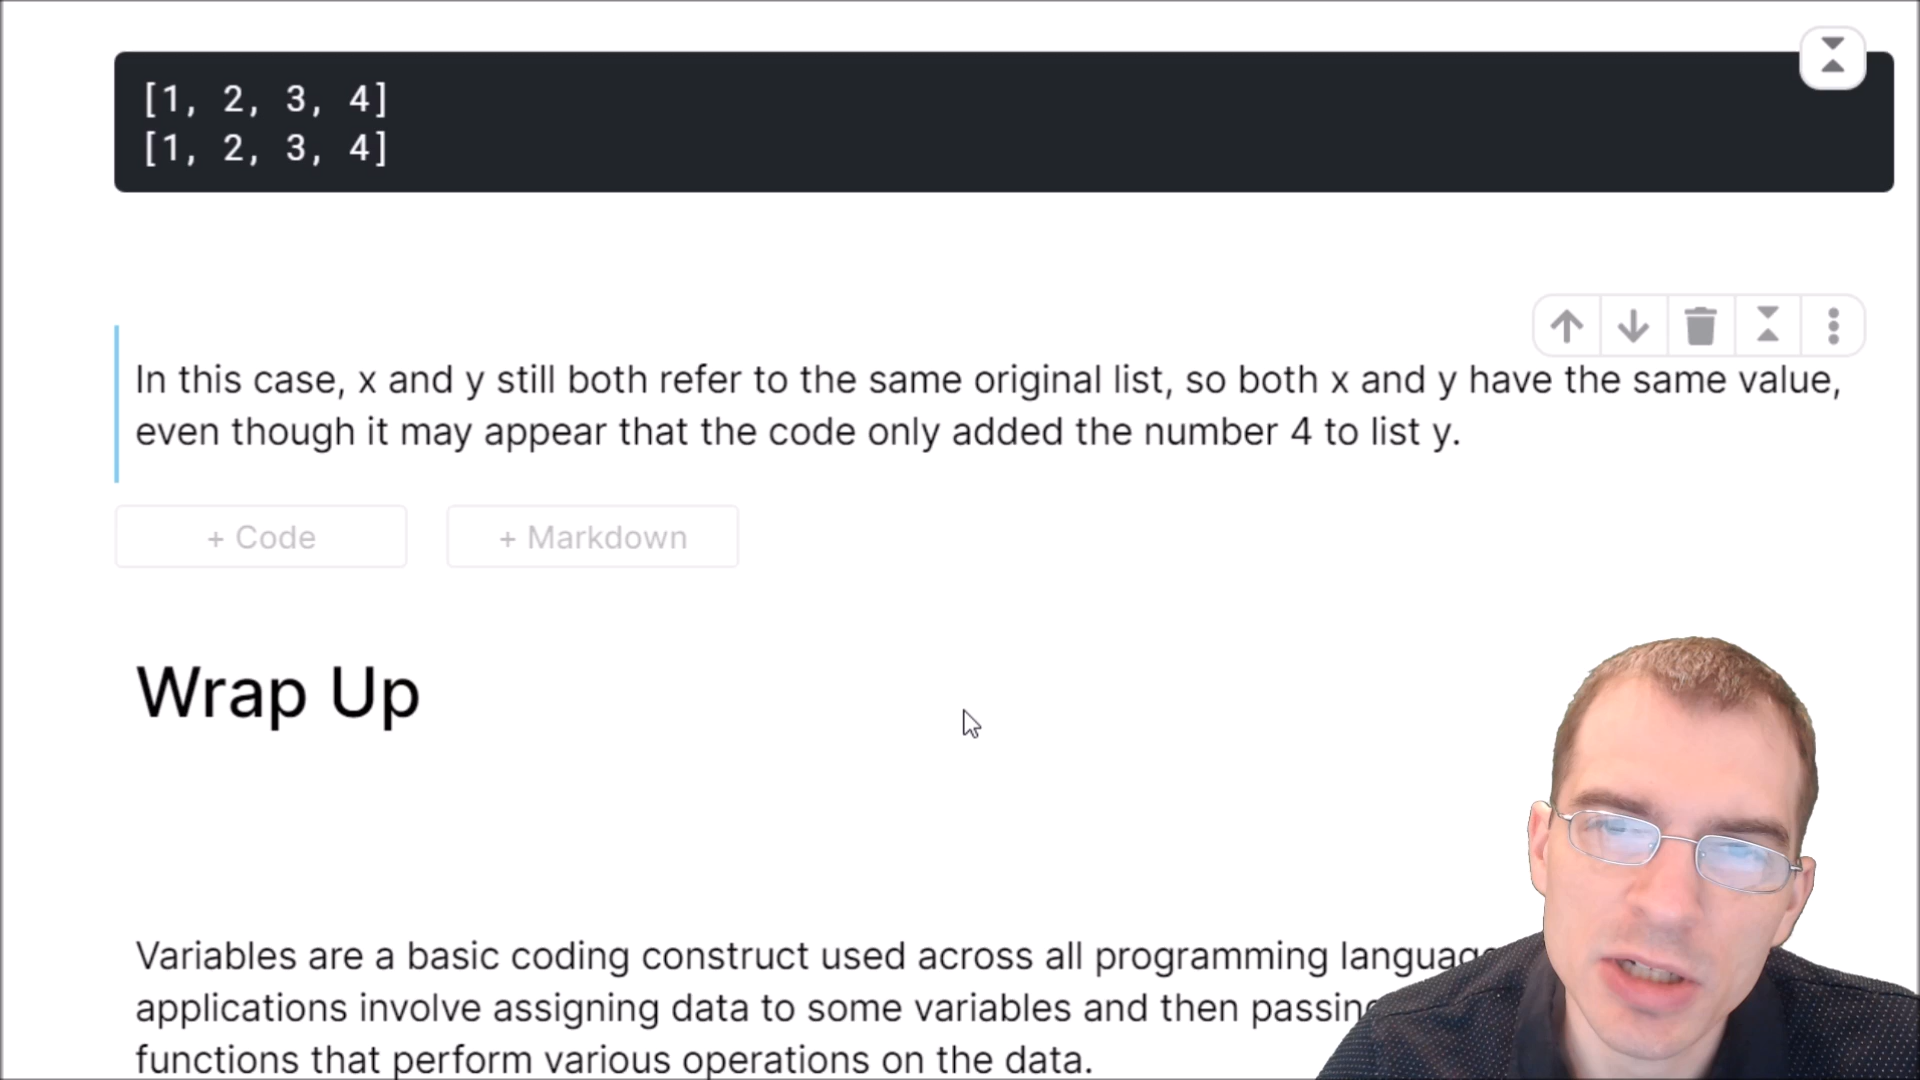 [1, 2, 3, 4]
[1, 2, 3, 4]
In this case, x and y still both refer to the same original list, so both x and y have the same value,
even though it may appear that the code only added the number 4 to list y.
+ Code
+ Markdown
Wrap Up
Variables are a basic coding construct used across all programming
applications involve assigning data to some variables and then
functions that perform various operations on the data.